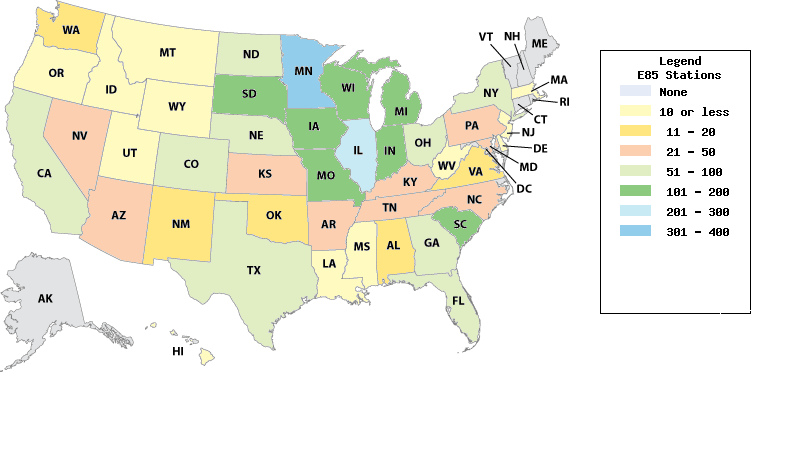 WA
OR
CA
NV
ID
MT
WY
UT
AZ
CO
NM
ND
SD
NE
KS
OK
TX
MN
IA
MO
AR
LA
WI
IL
MS
MI
IN
KY
TN
AL
OH
WV
VA
NC
SC
GA
FL
PA
NY
VT
NH
ME
MA
RI
CT
NJ
DE
MD
DC
AK
HI
Legend
E85 Stations
None
10 or less
11 - 20
21 - 50
51 - 100
101 - 200
201 - 300
301 - 400